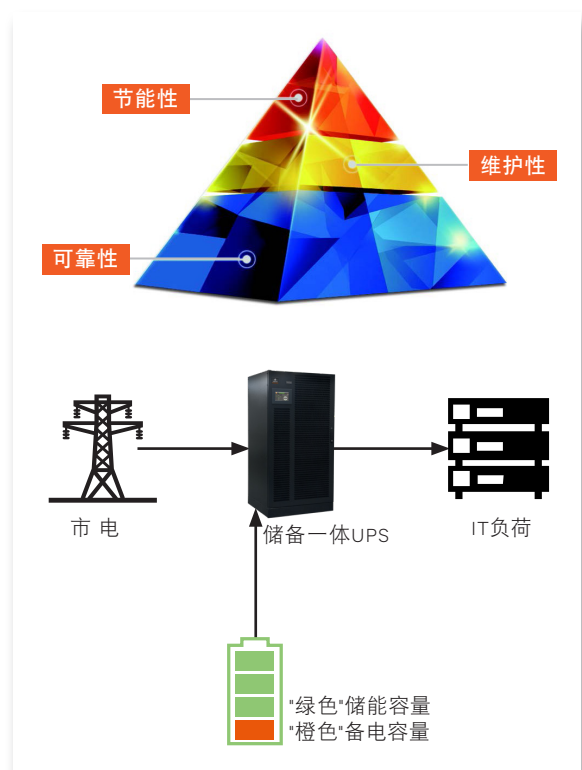 节能性
维护性
可靠性
市 电
储备一体UPS
IT负荷
"绿色"储能容量
"橙色"备电容量